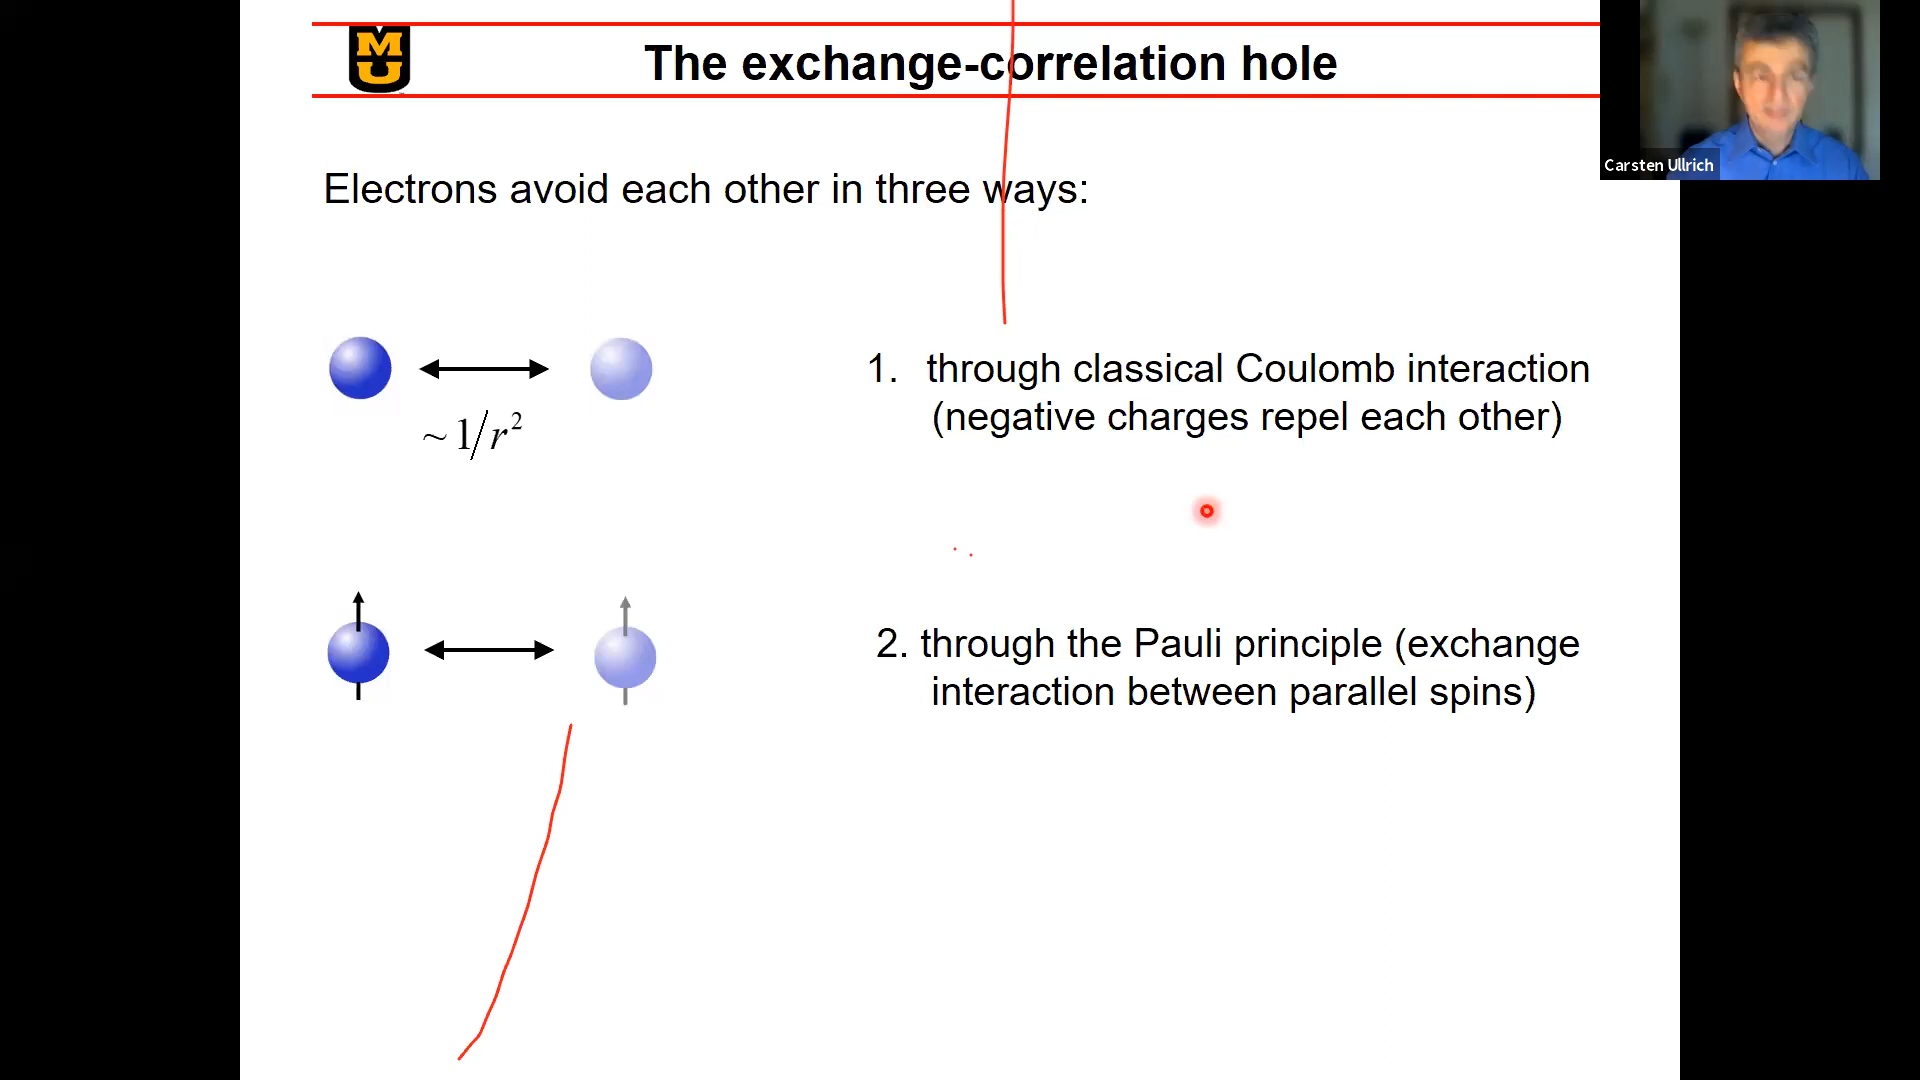 MU
The exchange-correlation hole
Carsten Ullrich
Electrons avoid each other in three ways:
~ 1/r²
1. through classical Coulomb interaction
(negative charges repel each other)
2. through the Pauli principle (exchange
interaction between parallel spins)